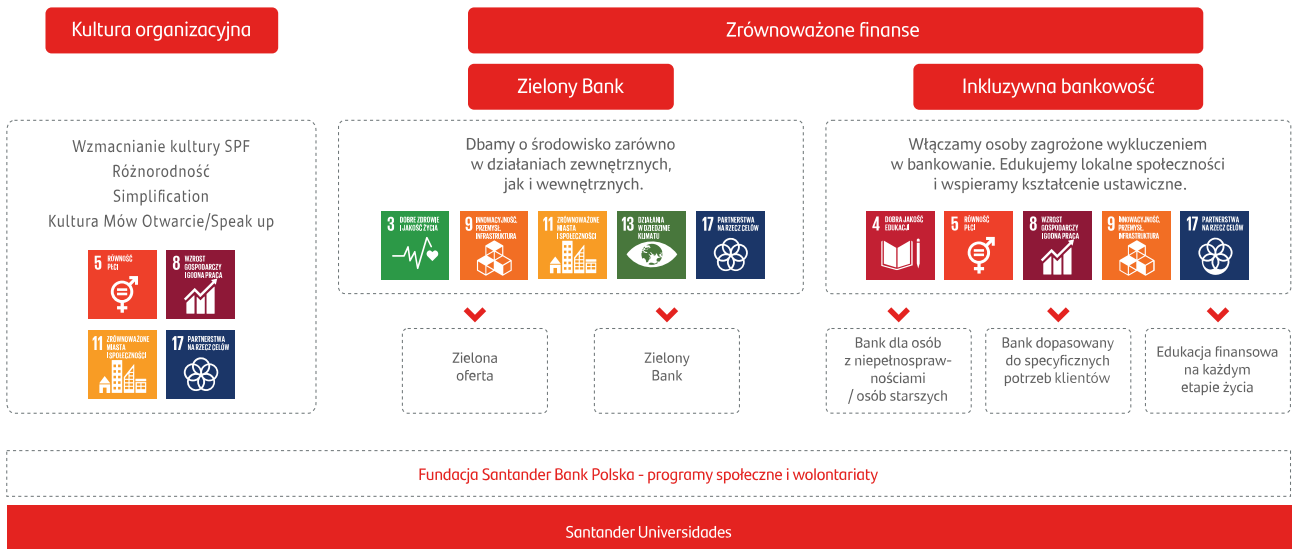 Kultura organizacyjna
Zrównoważone finanse
Zielony Bank
Inkluzywna bankowość
Wzmacnianie kultury SPF
Różnorodność
Simplification
Kultura Mów Otwarcie/Speak up
5 RÓWNOŚĆ
PŁCI
8 WZROST
GOSPODARCZY
I GODNA PRACA
11 ZRÓWNOWAŻONE
MIASTA
I SPOŁECZNOŚCI
17 PARTNERSTWA
NA RZECZ CELÓW
Dbamy o środowisko zarówno
w działaniach zewnętrznych,
jak i wewnętrznych.
3 DOBRE ZDROWIE
I JAKOŚĆ ŻYCIA
9 INNOWACYJNOŚĆ,
PRZEMYSŁ,
INFRASTRUKTURA
11 ZRÓWNOWAŻONE
MIASTA
I SPOŁECZNOŚCI
13 DZIAŁANIA
W DZIEDZINIE
KLIMATU
17 PARTNERSTWA
NA RZECZ CELÓW
Zielona
oferta
Zielony
Bank
Włączamy osoby zagrożone wykluczeniem
w bankowanie. Edukujemy lokalne społeczności
i wspieramy kształcenie ustawiczne.
4 DOBRA JAKOŚĆ
EDUKACJI
5 RÓWNOŚĆ
PŁCI
8 WZROST
GOSPODARCZY
I GODNA PRACA
9 INNOWACYJNOŚĆ,
PRZEMYSŁ,
INFRASTRUKTURA
17 PARTNERSTWA
NA RZECZ CELÓW
Bank dla osób
z niepełnospraw-
nościami
/ osób starszych
Bank dopasowany
do specyficznych
potrzeb klientów
Edukacja finansowa
na każdym
etapie życia
Fundacja Santander Bank Polska - programy społeczne i wolontariaty
Santander Universidades